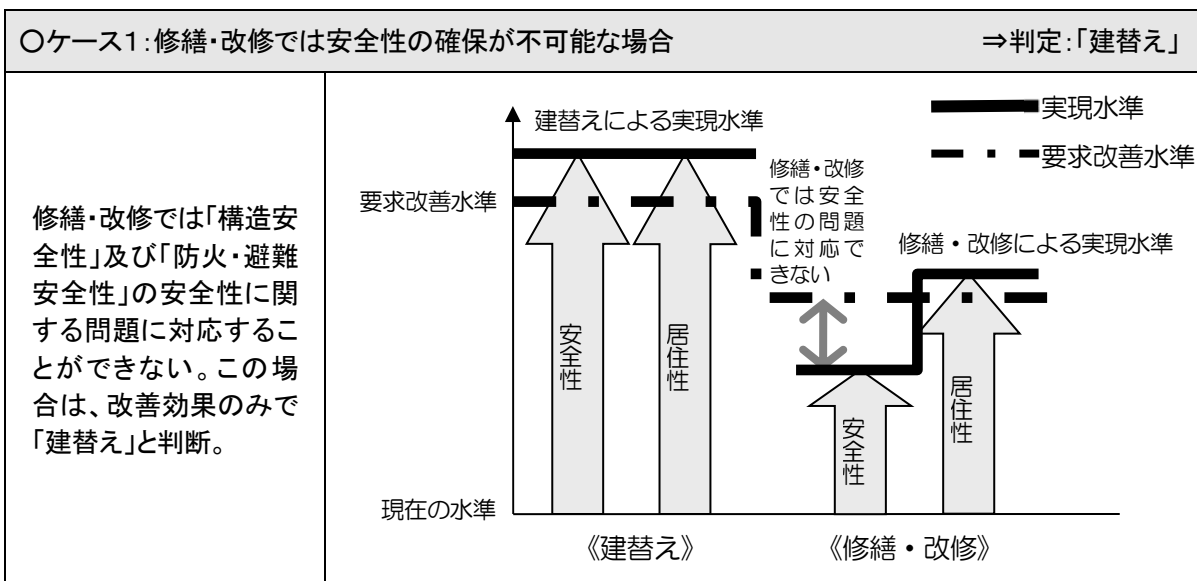 〇ケース1:修繕・改修では安全性の確保が不可能な場合 ⇒判定:「建替え」
修繕・改修では「構造安
全性」及び「防火・避難
安全性」の安全性に関
する問題に対応するこ
とができない。この場
合は、改善効果のみで
「建替え」と判断。
建替えによる実現水準
実現水準
要求改善水準
要求改善水準
修繕・改修
では安全
性の問題
に対応で
きない
修繕・改修による実現水準
安全性
居住性
安全性
居住性
現在の水準
《建替え》
《修繕・改修》